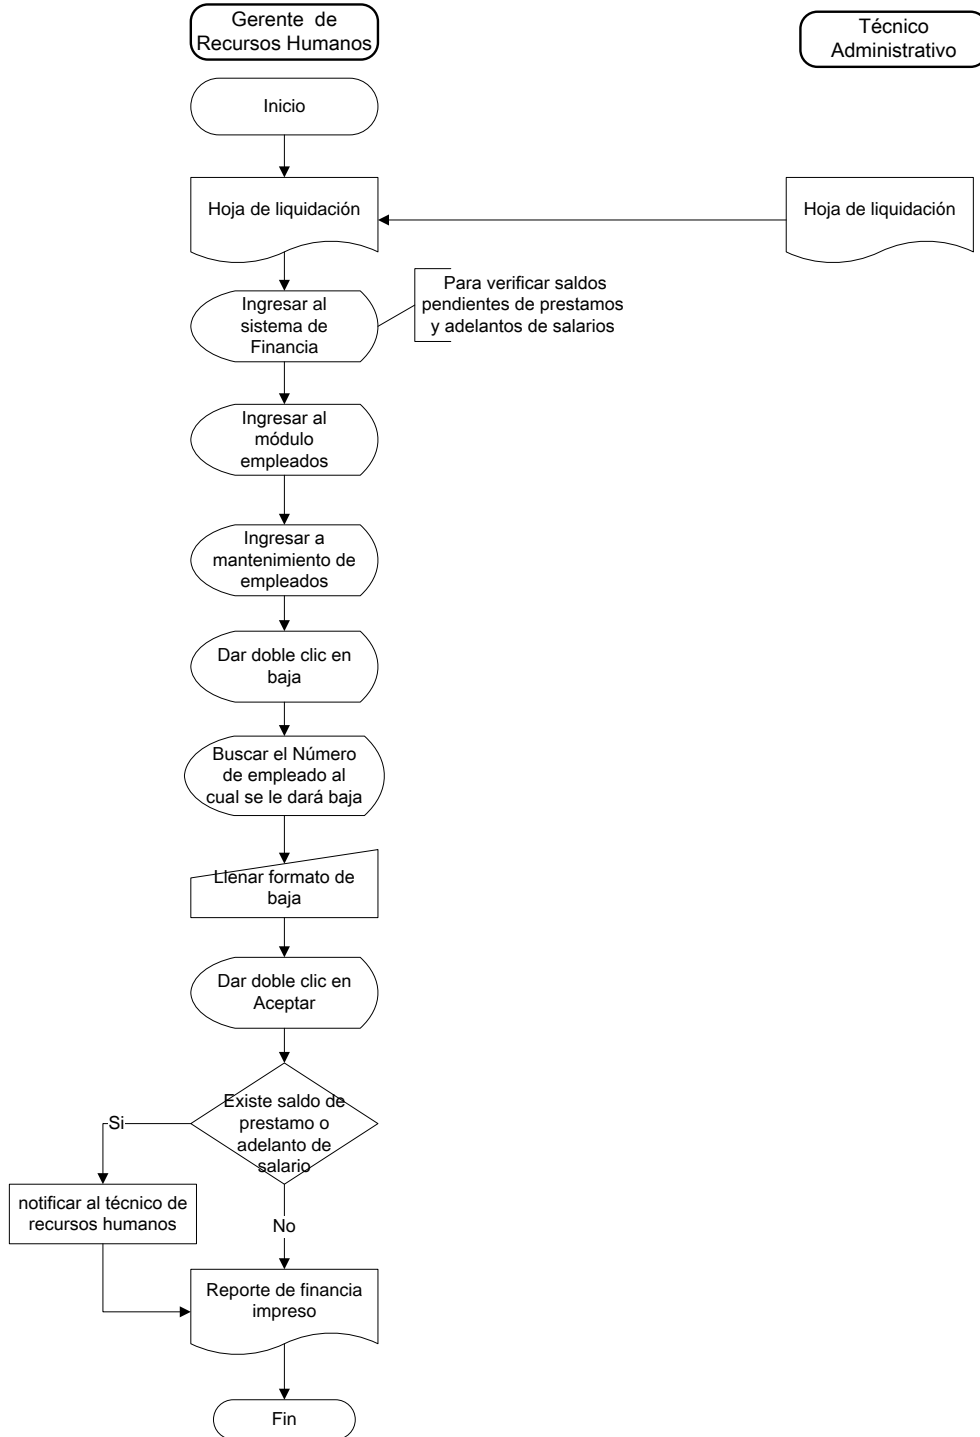 Gerente de
Recursos Humanos
Técnico
Administrativo
Inicio
Hoja de liquidación
Hoja de liquidación
Ingresar al
sistema de
Financia
Para verificar saldos
pendientes de prestamos
y adelantos de salarios
Ingresar al
módulo
empleados
Ingresar a
mantenimiento de
empleados
Dar doble clic en
baja
Buscar el Número
de empleado al
cual se le dará baja
Llenar formato de
baja
Dar doble clic en
Aceptar
Existe saldo de
prestamo o
adelanto de
salario
Si
notificar al técnico de
recursos humanos
No
Reporte de financia
impreso
Fin